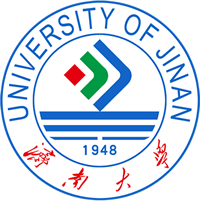 UNIVERSITY OF JINAN
1948
济南大学